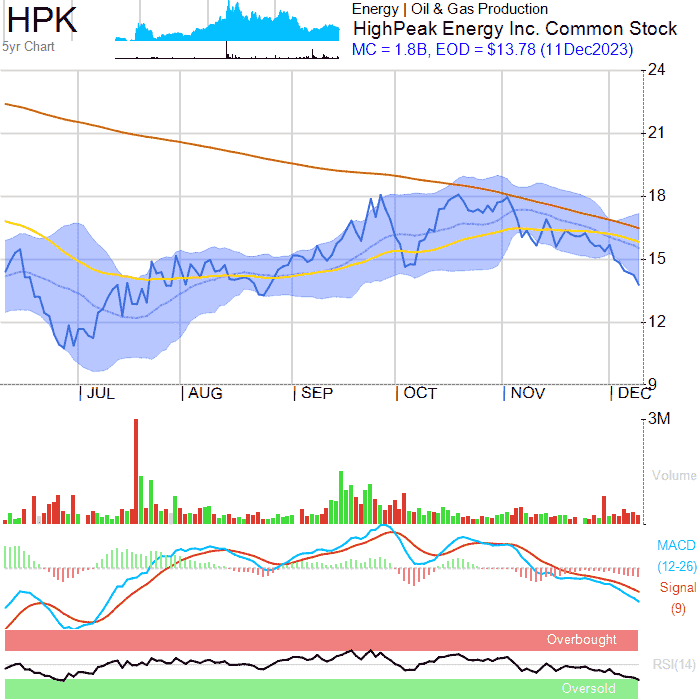 HPK
5yr Chart
Energy | Oil & Gas Production
HighPeak Energy Inc. Common Stock
MC = 1.8B, EOD = $13.78 (11Dec2023)
24
21
18
15
12
9
JUL
AUG
SEP
OCT
NOV
DEC
3M
Volume
MACD
(12-26)
Signal
(9)
Overbought
RSI(14)
Oversold